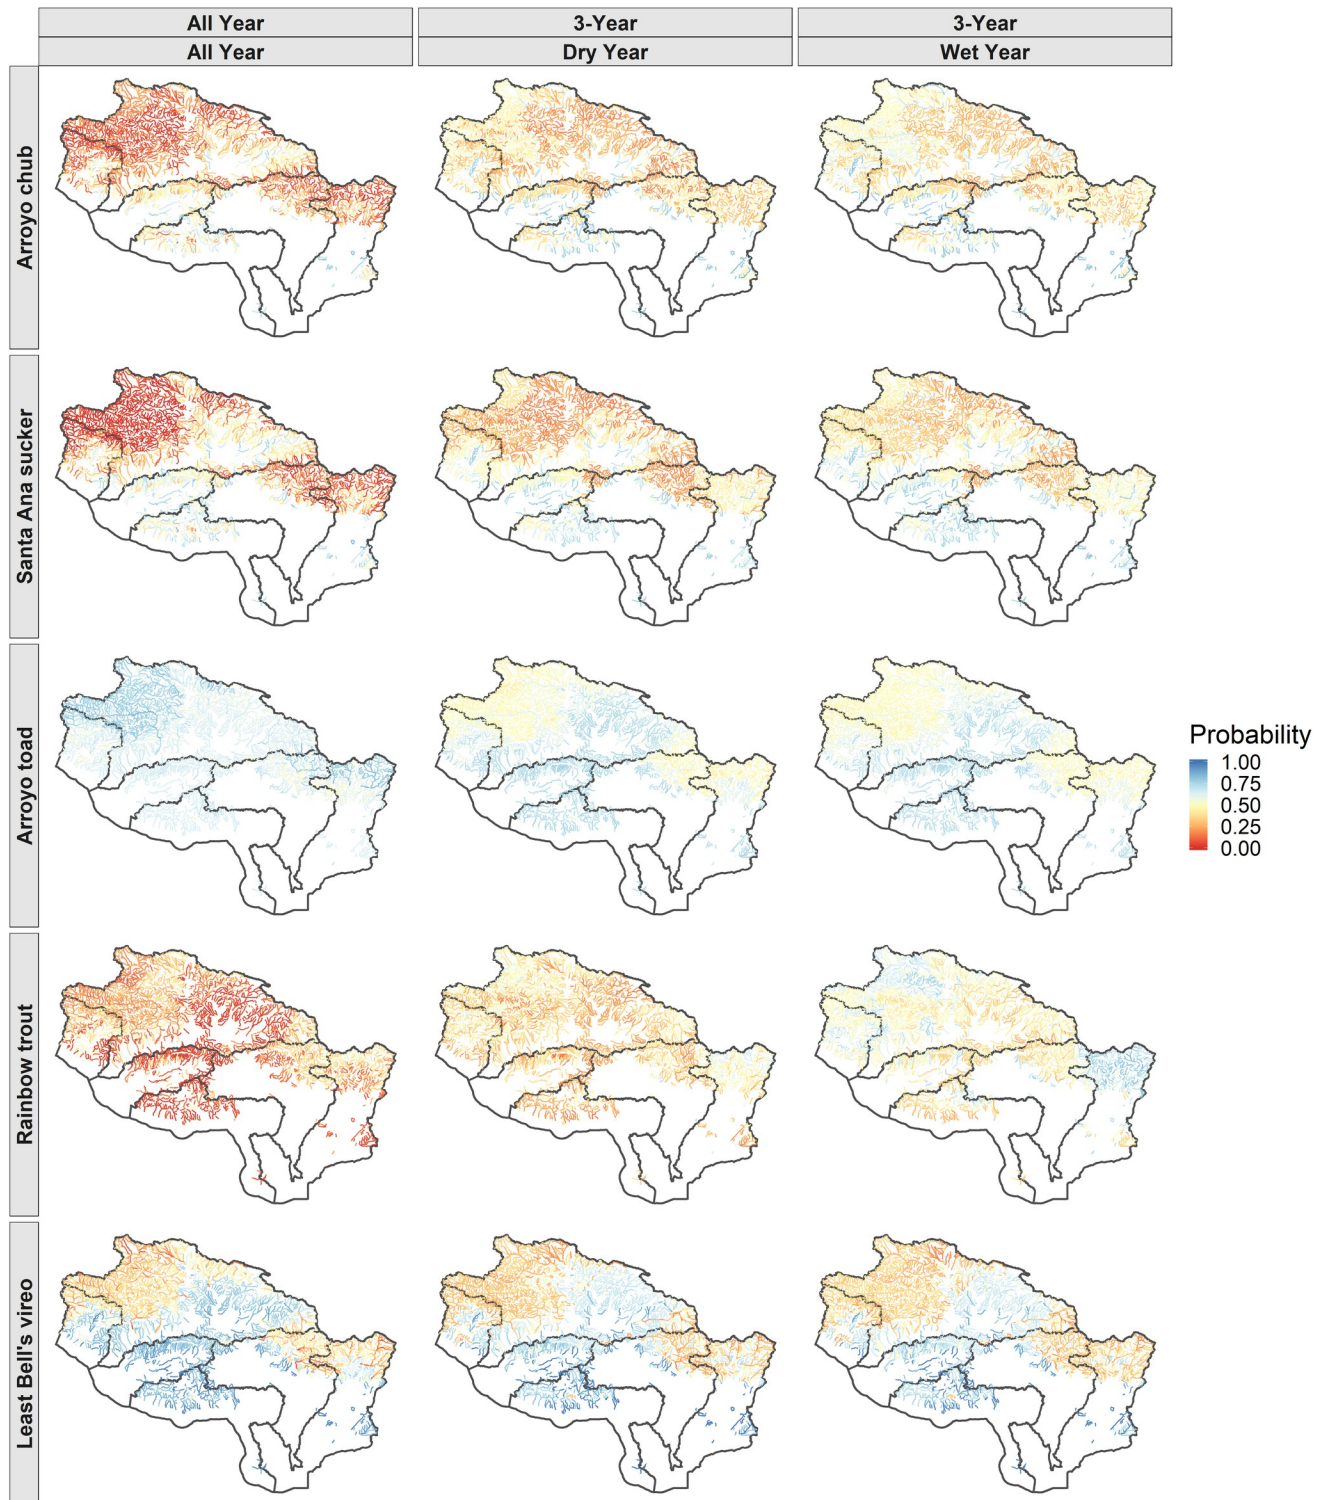 All Year
3-Year
3-Year
All Year
Dry Year
Wet Year
Arroyo chub
Santa Ana sucker
Arroyo toad
Rainbow trout
Least Bell's vireo
Probability
1.00
0.75
0.50
0.25
0.00